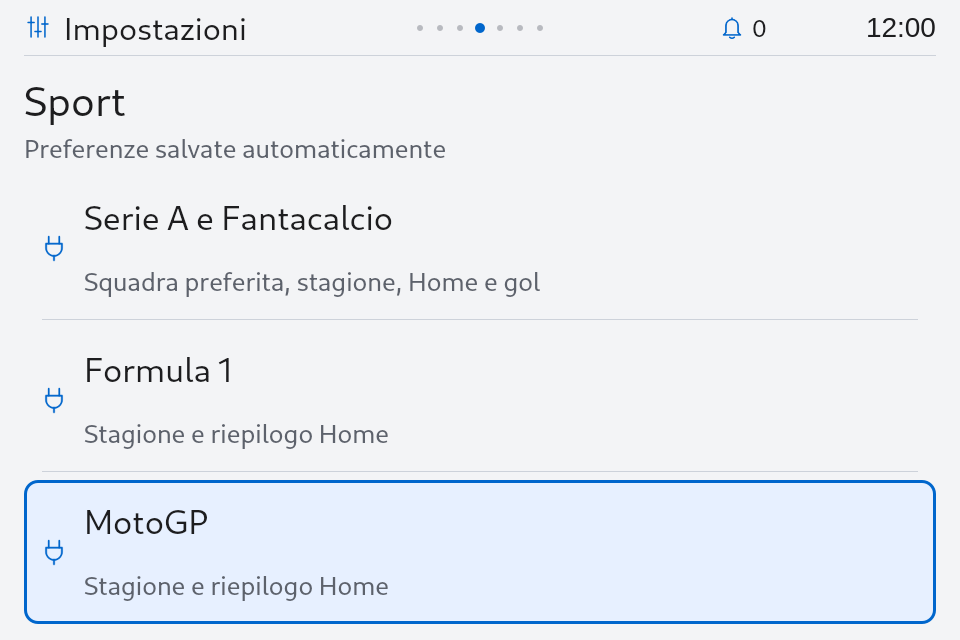 Impostazioni
0
12:00
Sport
Preferenze salvate automaticamente
Serie A e Fantacalcio
Squadra preferita, stagione, Home e gol
Formula 1
Stagione e riepilogo Home
MotoGP
Stagione e riepilogo Home